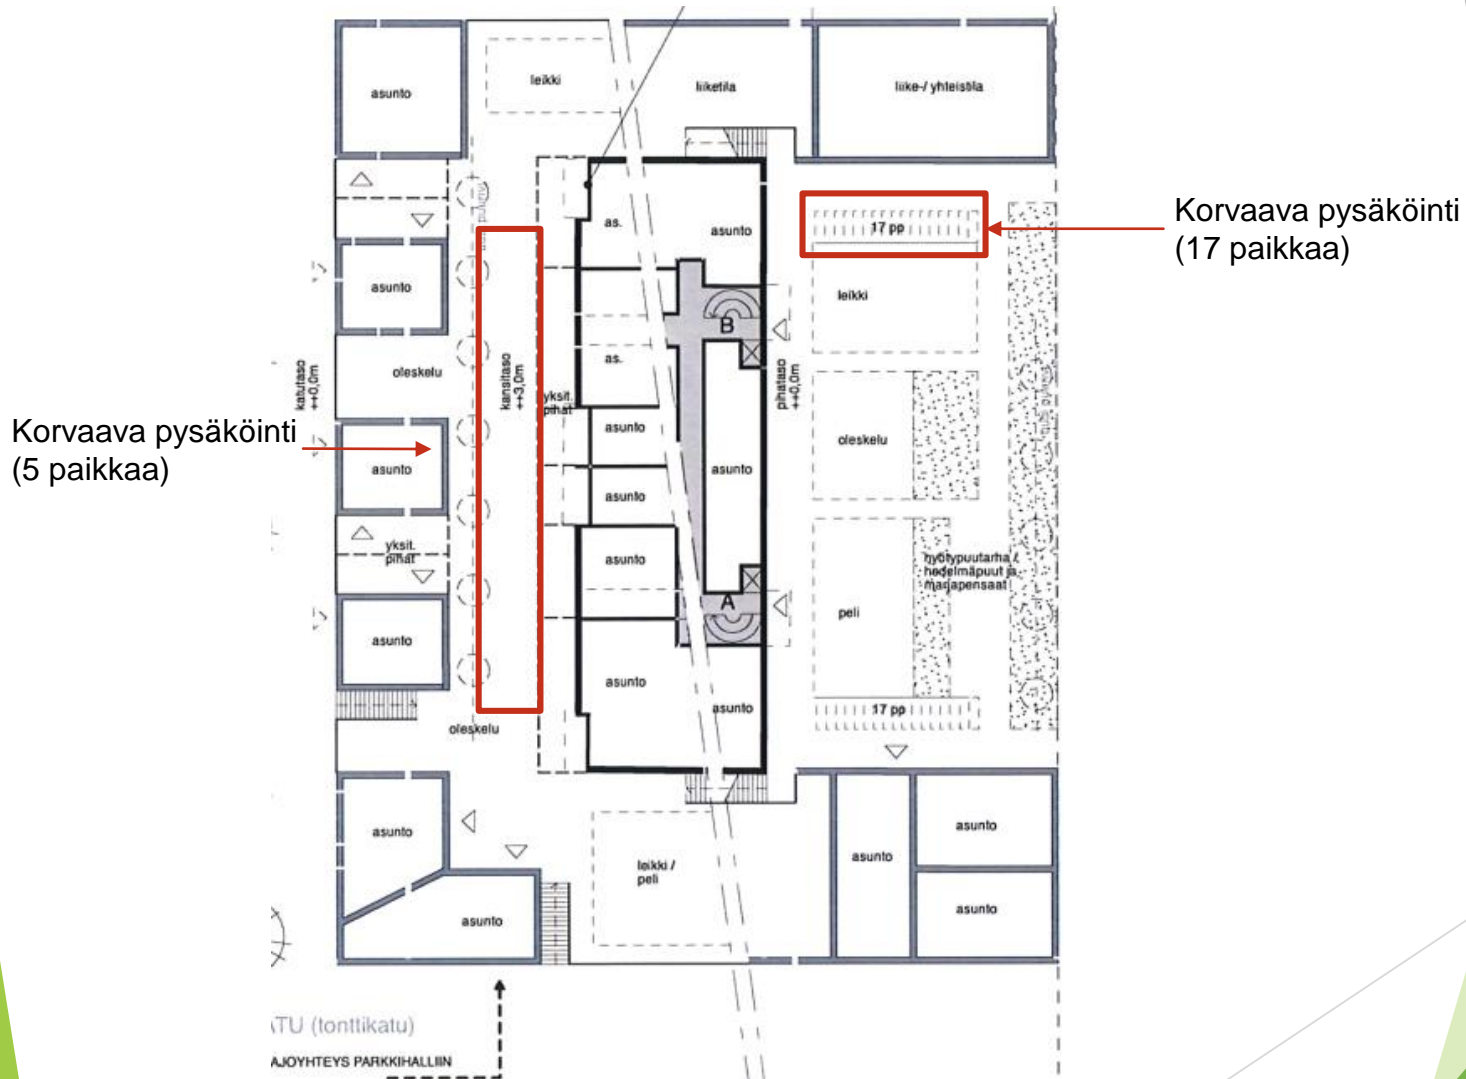 leikki
asunto
liiketila
liike-/ yhteistila
Korvaava pysäköinti
(17 paikkaa)
as.
asunto
17 pp
asunto
leikki
B
katutaso
++0,0m
oleskelu
kansitaso
++3,0m
yksit.
pihat
as.
pihataso
++0,0m
Korvaava pysäköinti
(5 paikkaa)
asunto
asunto
asunto
oleskelu
asunto
yksit.
pihat
asunto
hyötypuutarha /
hedelmäpuut ja
marjapensaat
A
peli
asunto
asunto
asunto
17 pp
oleskelu
asunto
leikki /
peli
asunto
asunto
asunto
asunto
ATU (tonttikatu)
AJOYHTEYS PARKKIHALLIIN